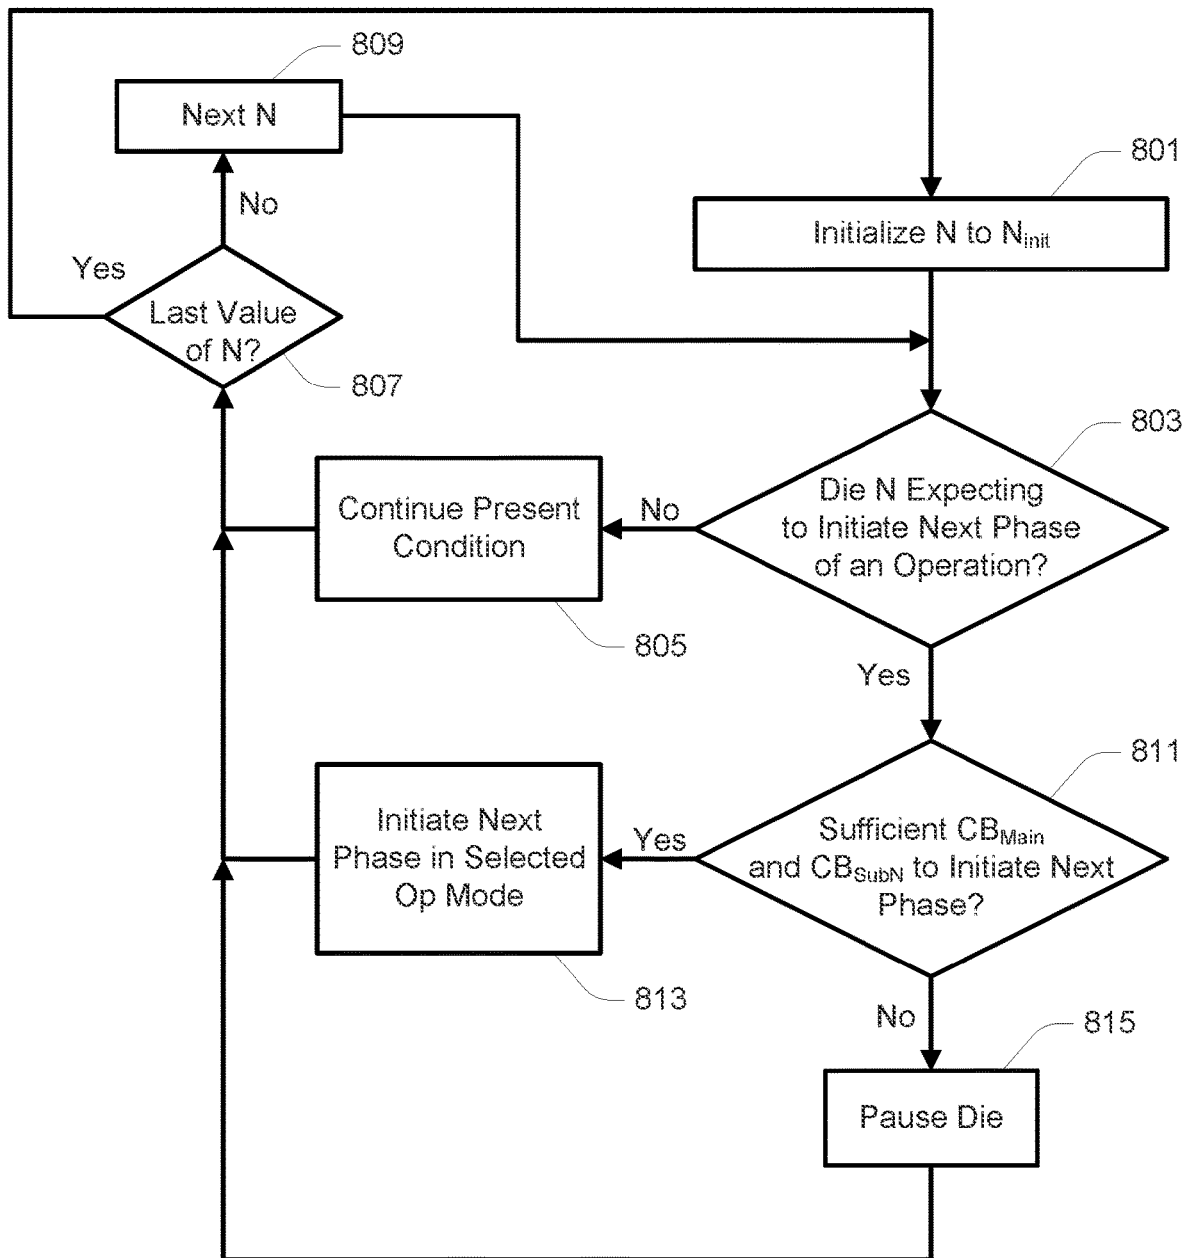 809
Next N
801
No
Initialize N to Ninit
Yes
Last Value
of N?
807
803
Die N Expecting
to Initiate Next Phase
of an Operation?
No
Continue Present
Condition
805
Yes
811
Sufficient CBMain
and CBSubN to Initiate Next
Phase?
Yes
Initiate Next
Phase in Selected
Op Mode
813
No
815
Pause Die